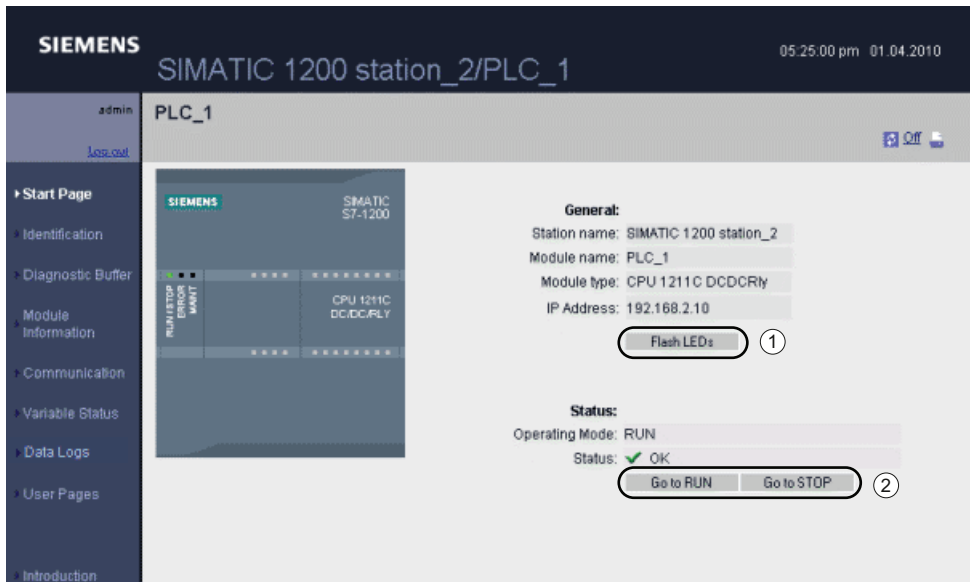 SIEMENS
SIMATIC 1200 station_2/PLC_1
05:25:00 pm 01.04.2010
admin
Log out
PLC_1
Off
Start Page
Identification
Diagnostic Buffer
Module
Information
Communication
Variable Status
Data Logs
User Pages
Introduction
SIEMENS
SIMATIC
S7-1200
RUN / STOP
ERROR
MAINT
CPU 1211C
DC/DC/RLY
General:
Station name: SIMATIC 1200 station_2
Module name: PLC_1
Module type: CPU 1211C DCDCRly
IP Address: 192.168.2.10
Flash LEDs 1
Status:
Operating Mode: RUN
Status: OK
Go to RUN Go to STOP 2